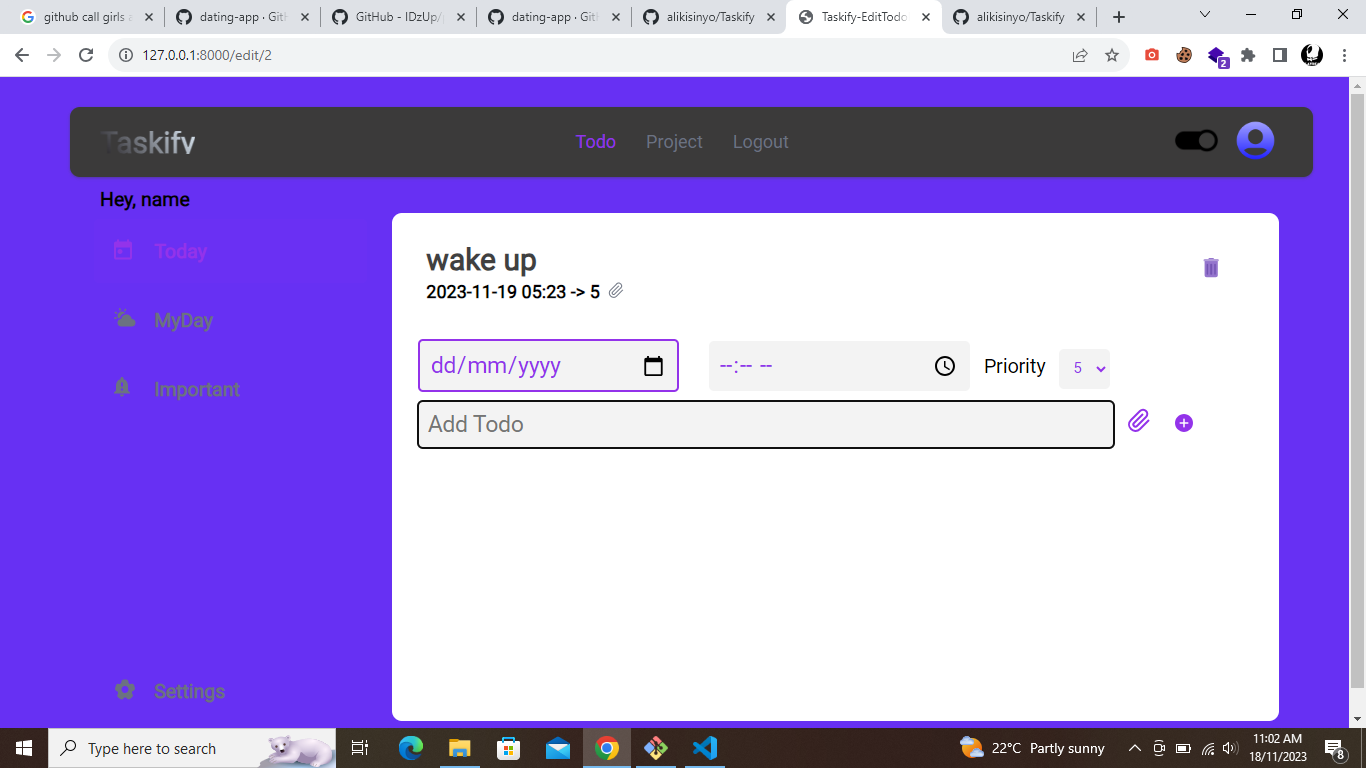 github call girls a
dating-app · Gith
GitHub - IDzUp/p
dating-app · Gith
alikisinyo/Taskify
Taskify-EditTodo
alikisinyo/Taskify
127.0.0.1:8000/edit/2
2
Taskify
Todo
Project
Logout
Hey, name
Today
MyDay
Important
Settings
wake up
2023-11-19 05:23 -> 5
dd/mm/yyyy
--:-- --
Priority
5
Add Todo
Type here to search
22°C Partly sunny
11:02 AM
18/11/2023
8